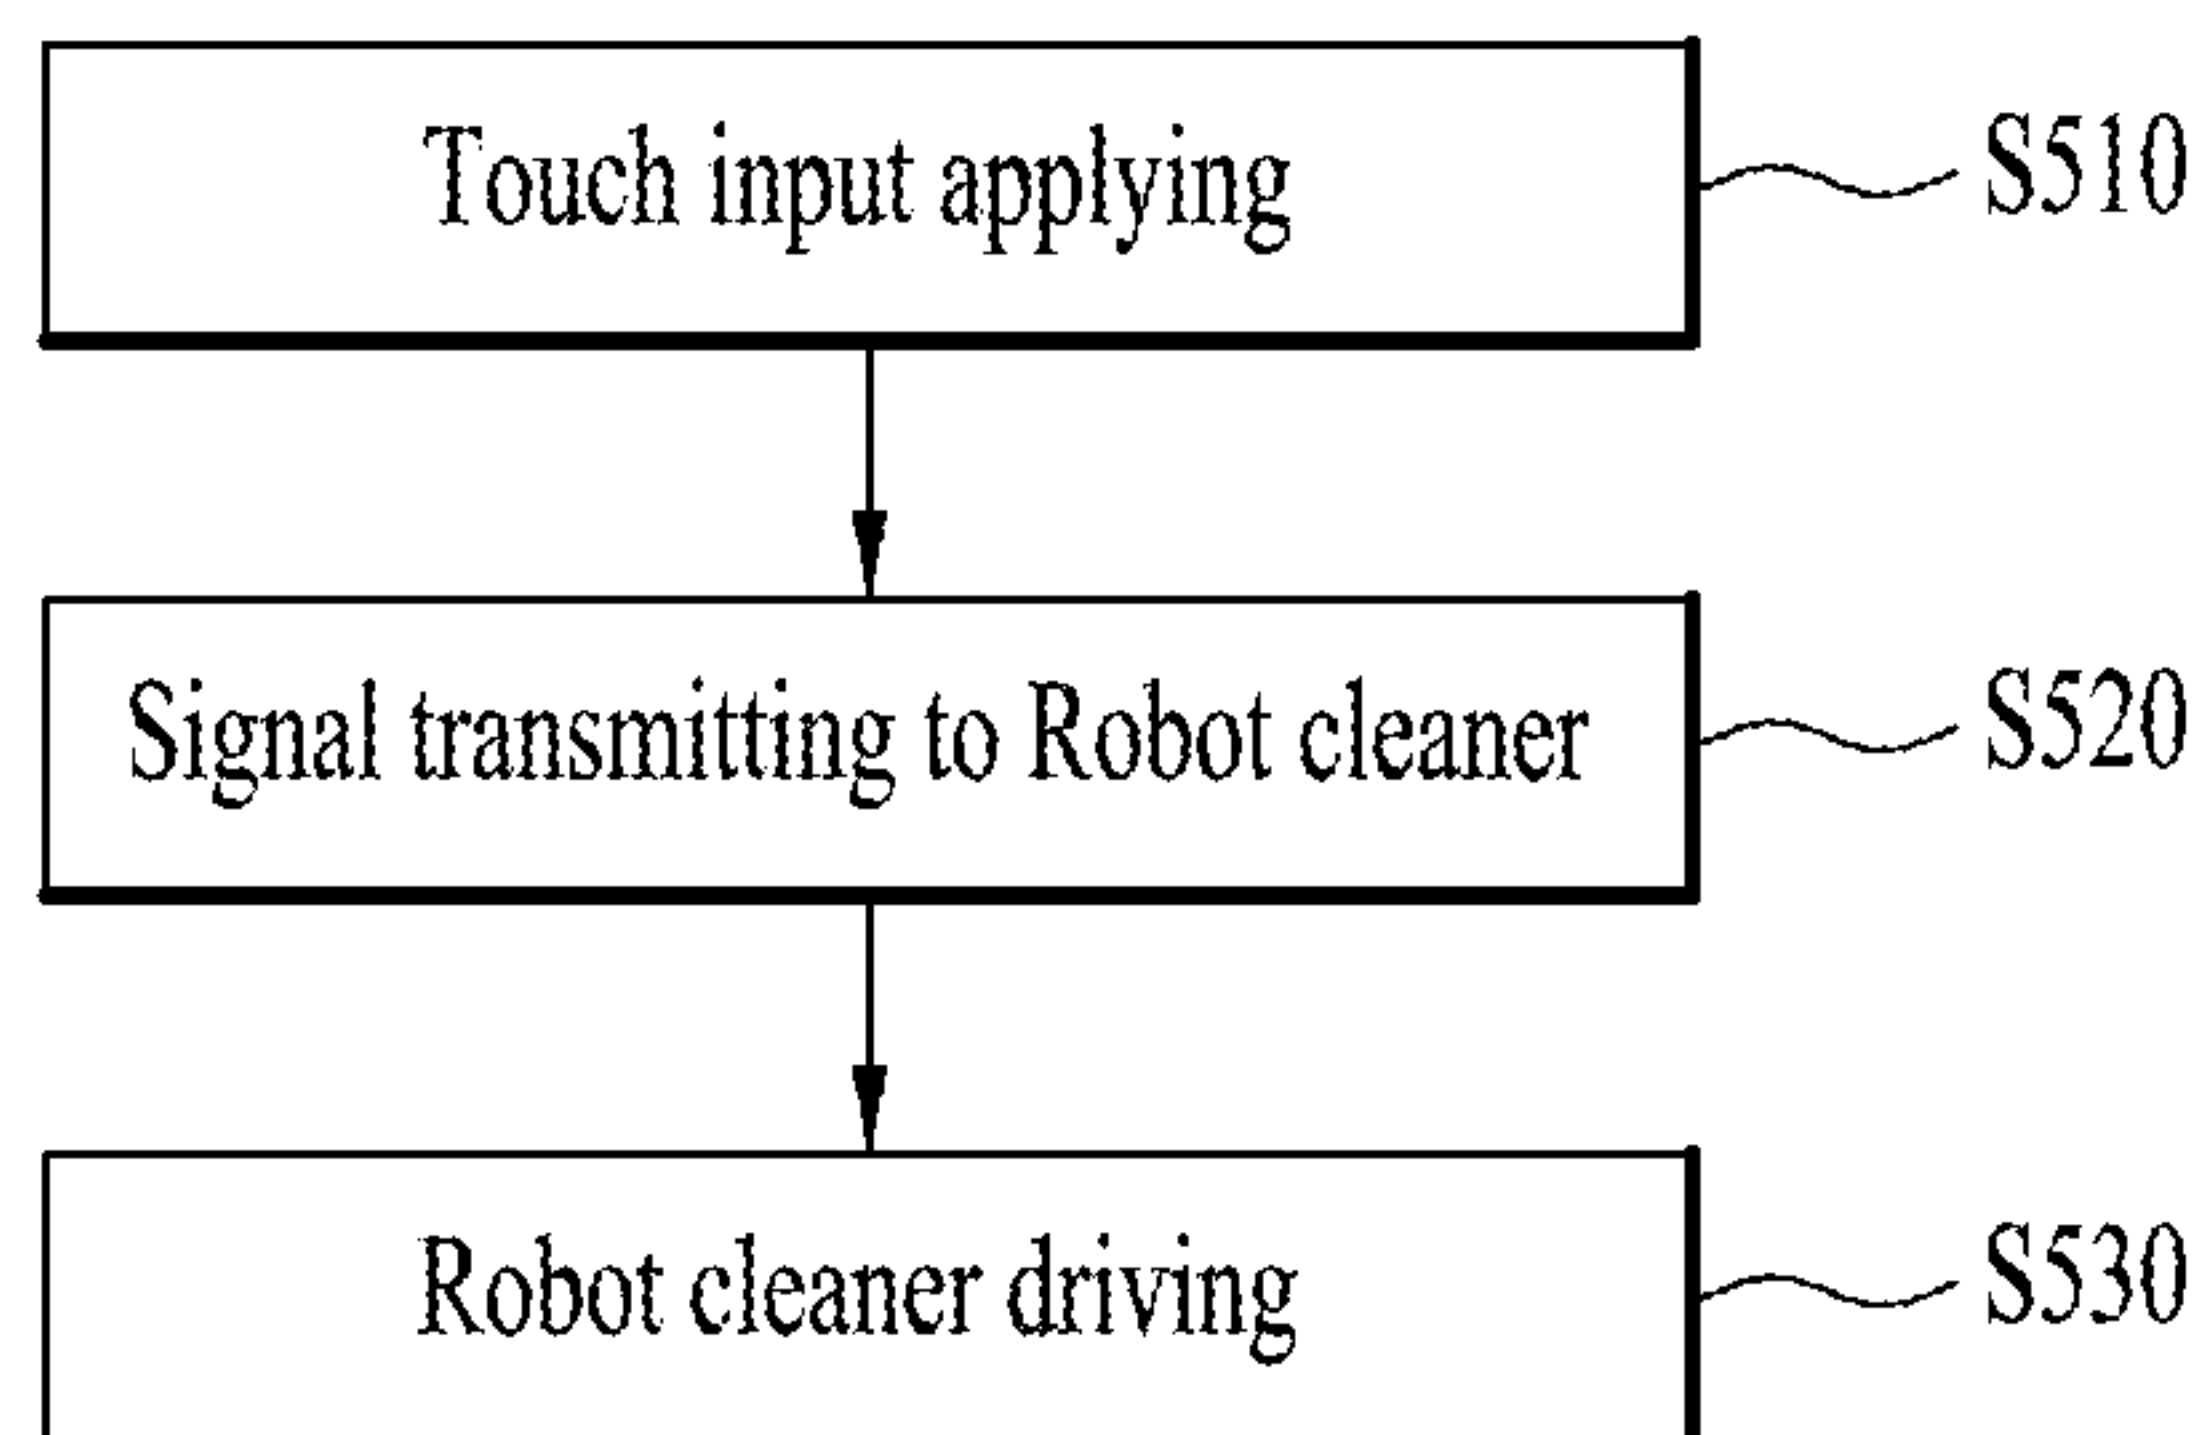 Touch input applying S510
Signal transmitting to Robot cleaner S520
Robot cleaner driving S530